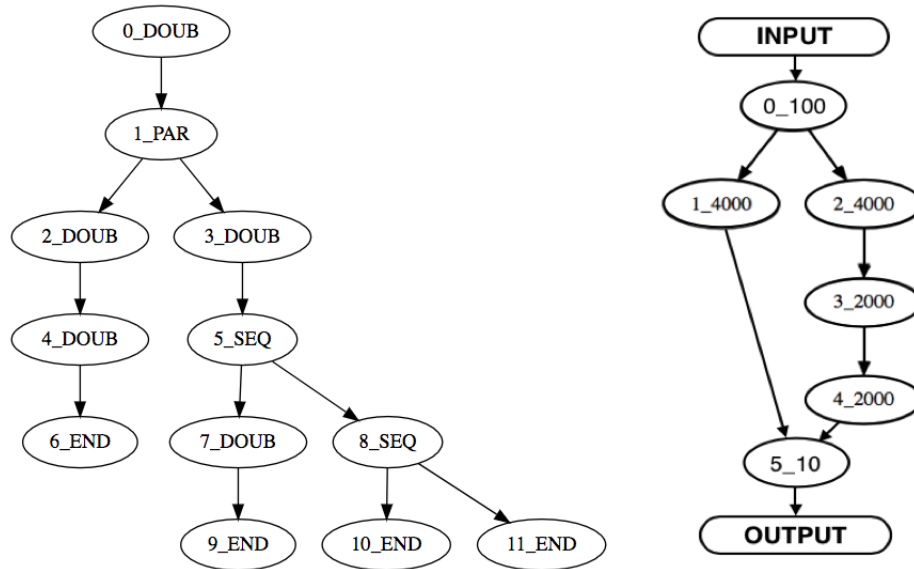 0_DOUB
1_PAR
2_DOUB
3_DOUB
4_DOUB
5_SEQ
6_END
7_DOUB
8_SEQ
9_END
10_END
11_END
INPUT
0_100
1_4000
2_4000
3_2000
4_2000
5_10
OUTPUT